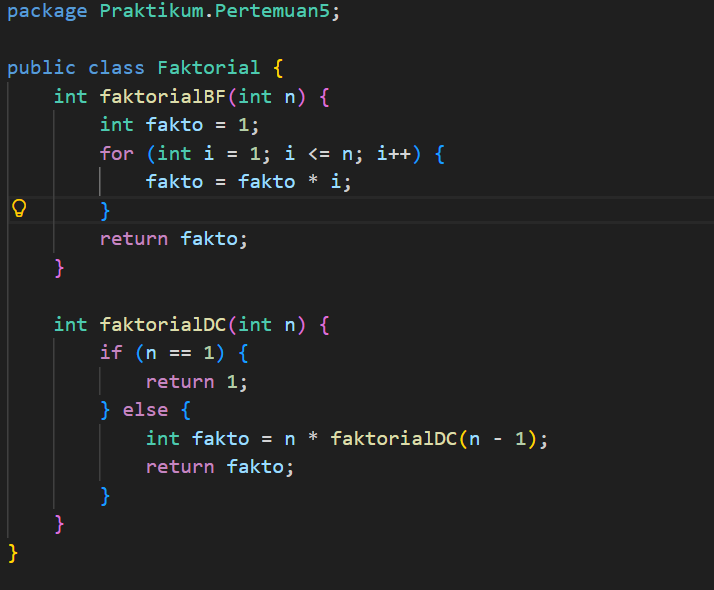 package Praktikum.Pertemuan5;
public class Faktorial {
    int faktorialBF(int n) {
        int fakto = 1;
        for (int i = 1; i <= n; i++) {
            fakto = fakto * i;
        }
        return fakto;
    }
    int faktorialDC(int n) {
        if (n == 1) {
            return 1;
        } else {
            int fakto = n * faktorialDC(n - 1);
            return fakto;
        }
    }
}